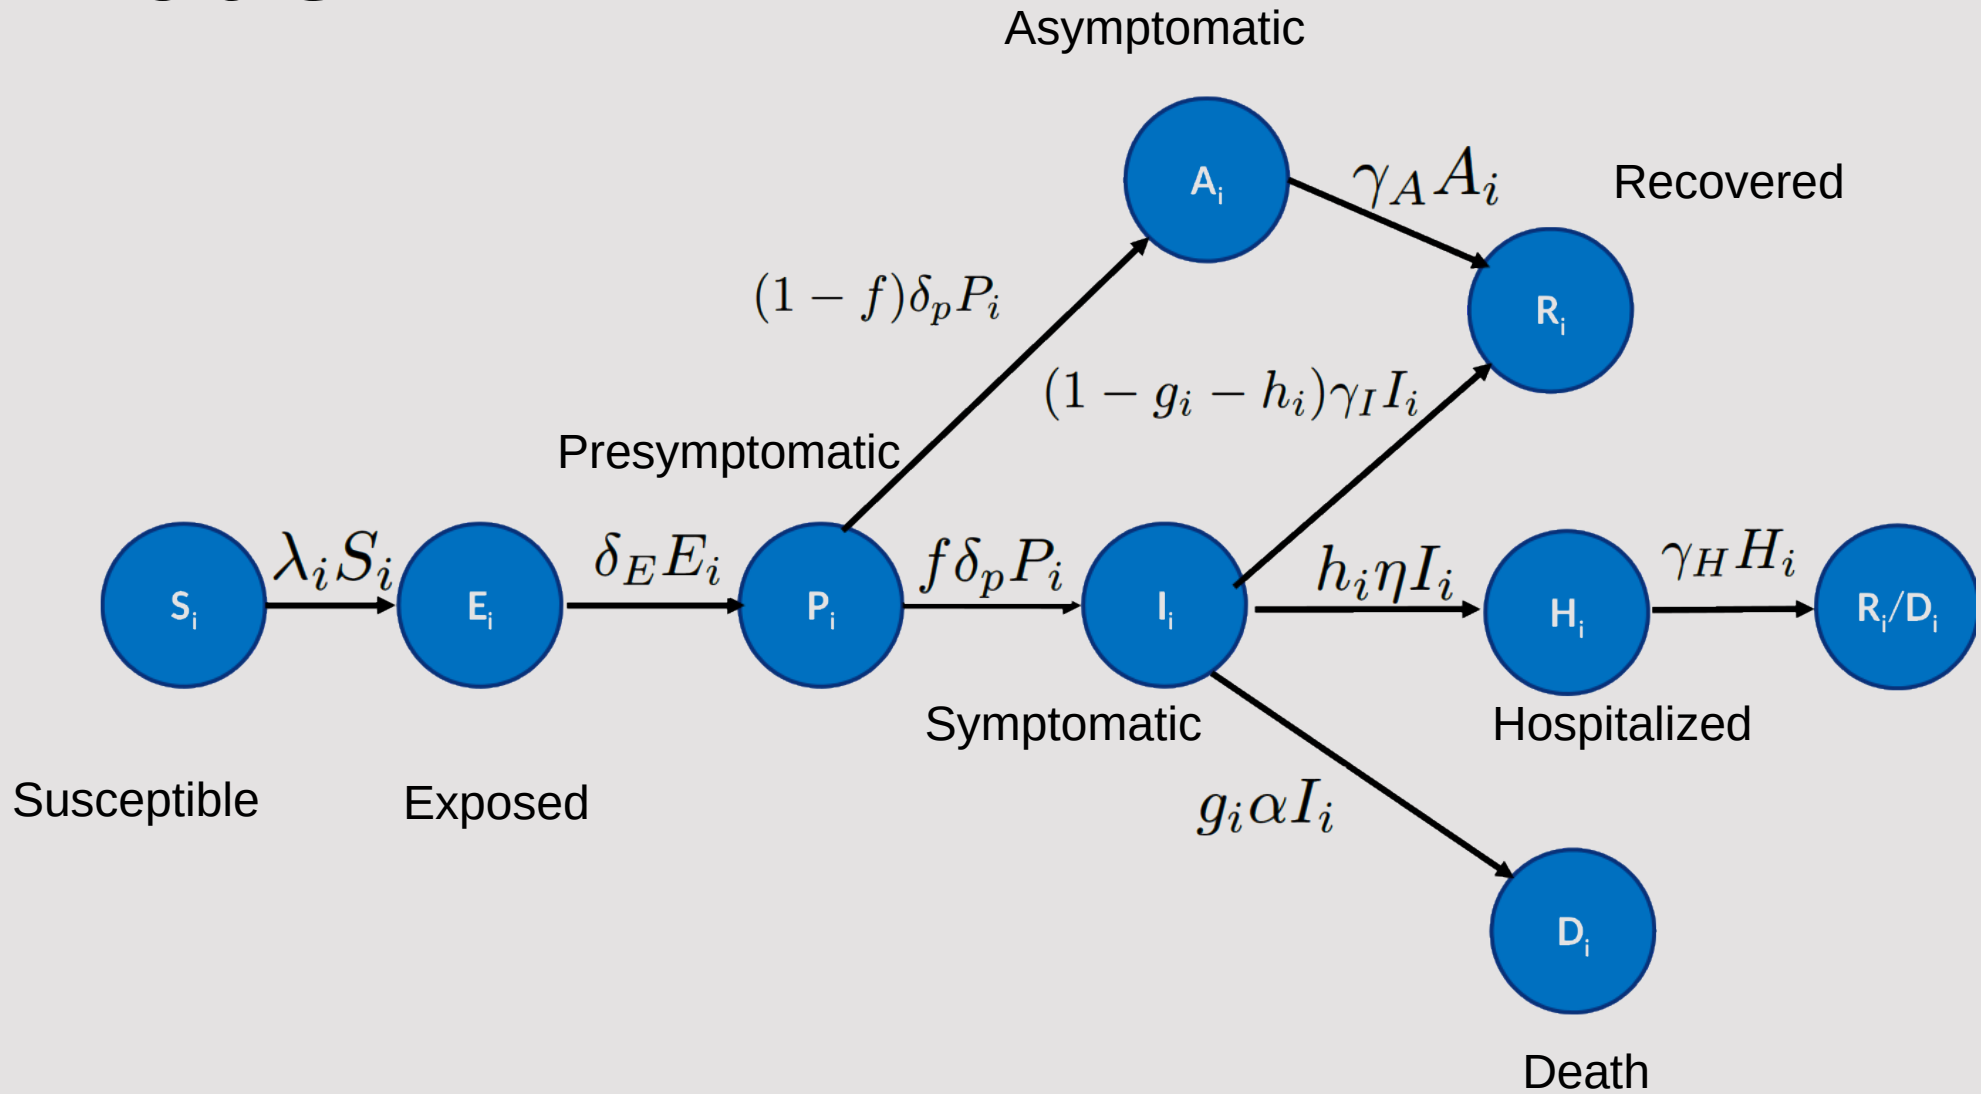 Asymptomatic
A_i
γ_A A_i
Recovered
R_i
(1 − f)δ_p P_i
(1 − g_i − h_i)γ_I I_i
Presymptomatic
λ_i S_i
δ_E E_i
f δ_p P_i
h_i η I_i
γ_H H_i
S_i
E_i
P_i
I_i
H_i
R_i/D_i
Symptomatic
Hospitalized
Susceptible
Exposed
g_i α I_i
D_i
Death